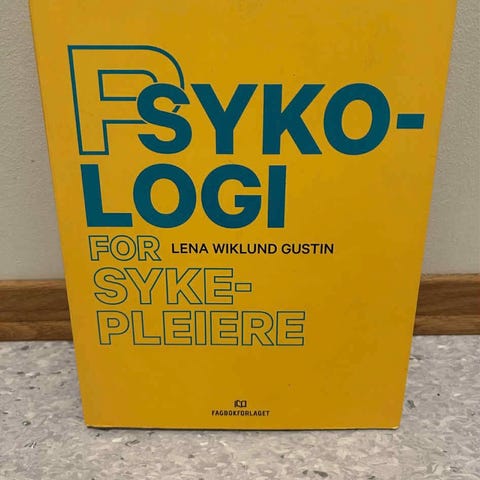 PSYKO-
LOGI
FOR LENA WIKLUND GUSTIN
SYKE-
PLEIERE
FAGBOKFORLAGET